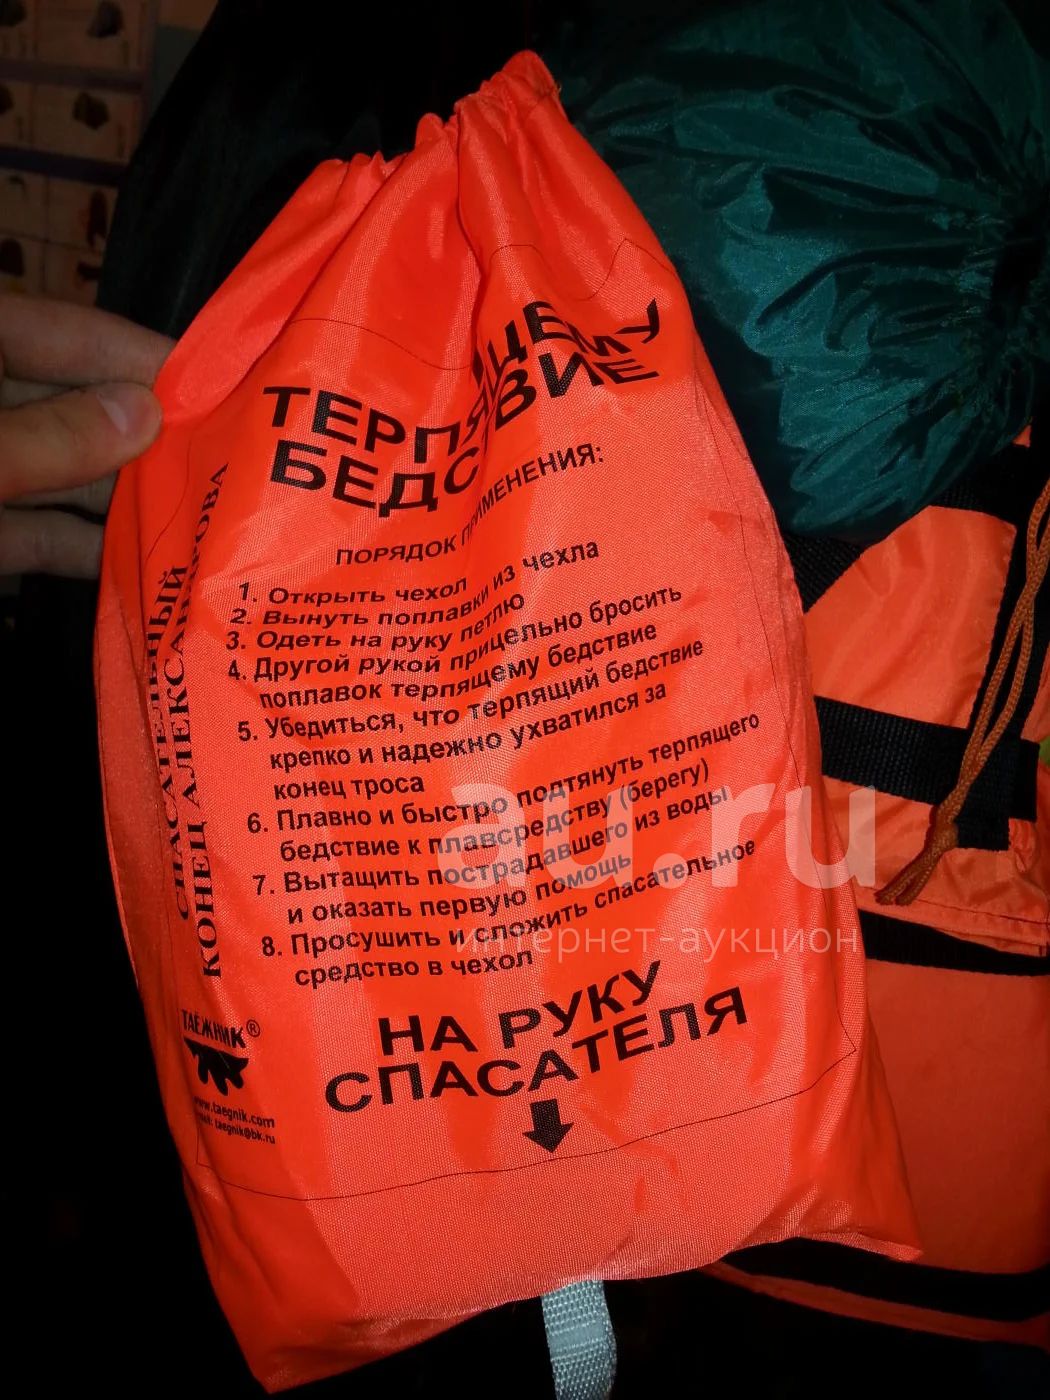 ТЕРПЯЩЕМУ
БЕДСТВИЕ
ПОРЯДОК ПРИМЕНЕНИЯ:
1. Открыть чехол
2. Вынуть поплавки из чехла
3. Одеть на руку петлю
4. Другой рукой прицельно бросить
поплавок терпящему бедствие
5. Убедиться, что терпящий бедствие
крепко и надежно ухватился за
конец троса
6. Плавно и быстро подтянуть терпящего
бедствие к плавсредству (берегу)
7. Вытащить пострадавшего из воды
и оказать первую помощь
8. Просушить и сложить спасательное
средство в чехол
НА РУКУ
СПАСАТЕЛЯ
СПАСАТЕЛЬНЫЙ
КОНЕЦ АЛЕКСАНДРОВА
ТАЁЖНИК®
www.taegnik.com
mail: taegnik@bk.ru
au.ru
интернет-аукцион